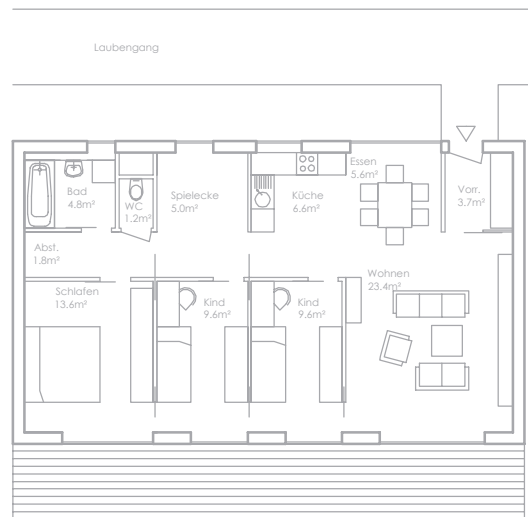 Laubengang
Essen
5.6m²
Bad
4.8m²
WC
1.2m²
Spielecke
5.0m²
Küche
6.6m²
Vorr.
3.7m²
Abst.
1.8m²
Wohnen
23.4m²
Schlafen
13.6m²
Kind
9.6m²
Kind
9.6m²